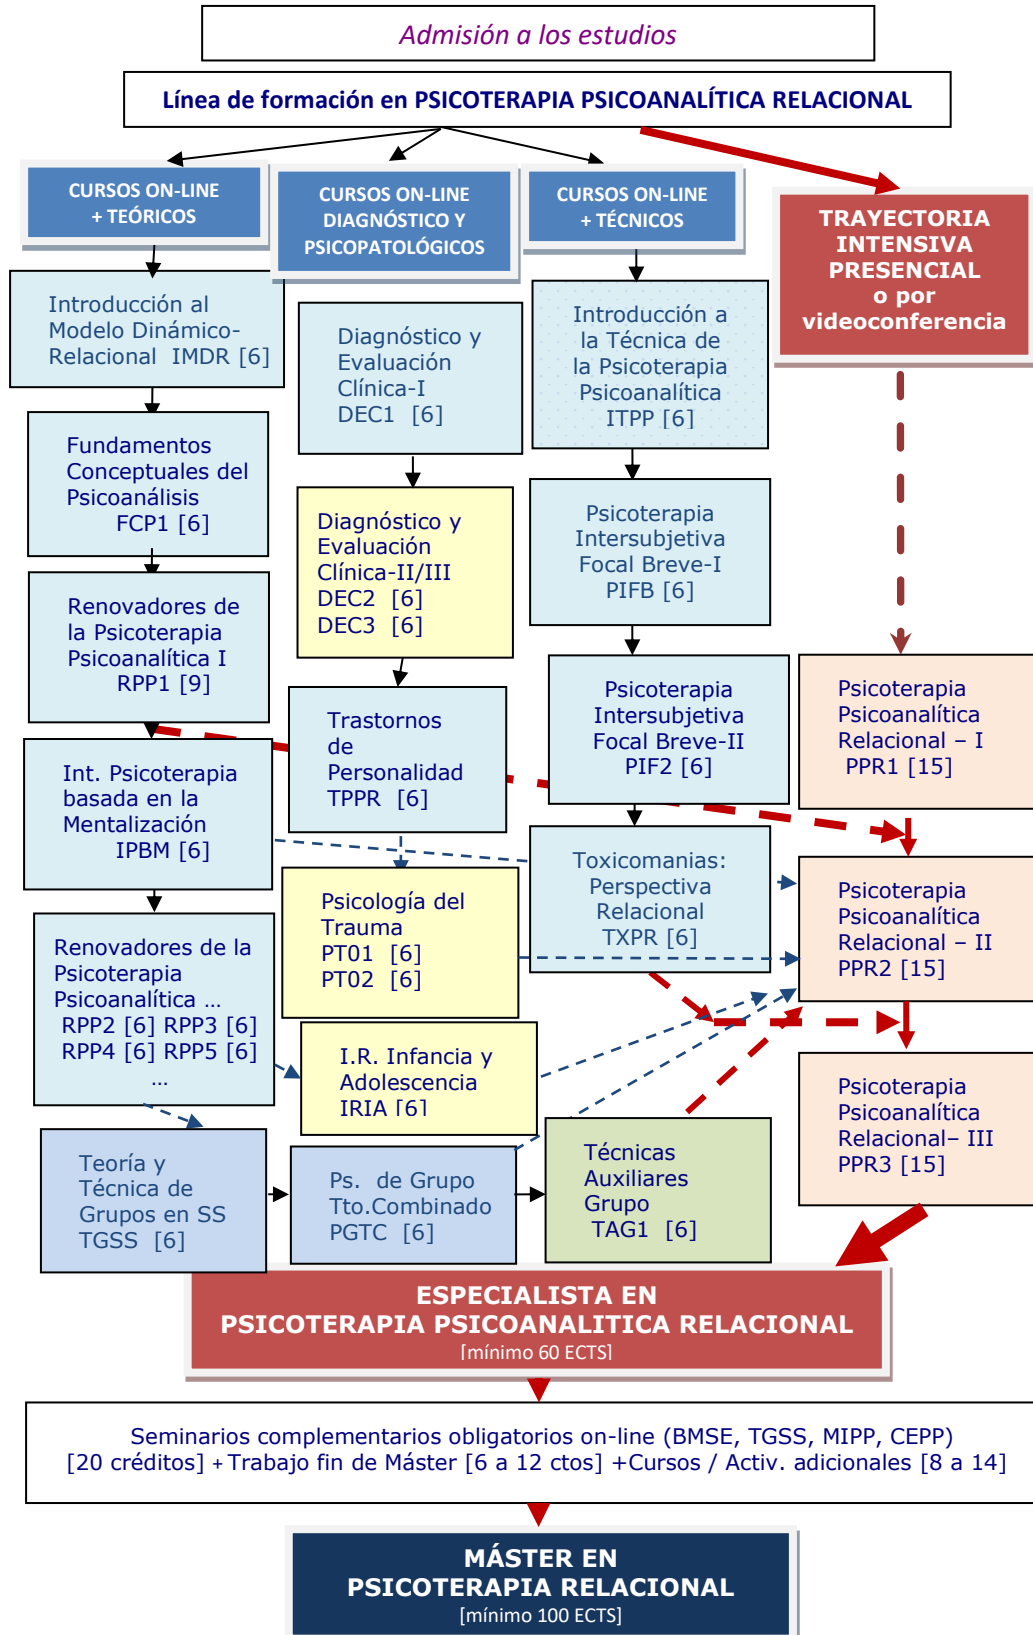 Admisión a los estudios
Línea de formación en PSICOTERAPIA PSICOANALÍTICA RELACIONAL
CURSOS ON-LINE
+ TEÓRICOS
CURSOS ON-LINE
DIAGNÓSTICO Y
PSICOPATOLÓGICOS
CURSOS ON-LINE
+ TÉCNICOS
TRAYECTORIA
INTENSIVA
PRESENCIAL
o por
videoconferencia
Introducción al
Modelo Dinámico-
Relacional IMDR [6]
Diagnóstico y
Evaluación
Clínica-I
DEC1 [6]
Introducción a
la Técnica de
la Psicoterapia
Psicoanalítica
ITPP [6]
Fundamentos
Conceptuales del
Psicoanálisis
FCP1 [6]
Diagnóstico y
Evaluación
Clínica-II/III
DEC2 [6]
DEC3 [6]
Psicoterapia
Intersubjetiva
Focal Breve-I
PIFB [6]
Renovadores de
la Psicoterapia
Psicoanalítica I
RPP1 [9]
Trastornos
de
Personalidad
TPPR [6]
Psicoterapia
Intersubjetiva
Focal Breve-II
PIF2 [6]
Psicoterapia
Psicoanalítica
Relacional – I
PPR1 [15]
Int. Psicoterapia
basada en la
Mentalización
IPBM [6]
Psicología del
Trauma
PT01 [6]
PT02 [6]
Toxicomanias:
Perspectiva
Relacional
TXPR [6]
Psicoterapia
Psicoanalítica
Relacional – II
PPR2 [15]
Renovadores de la
Psicoterapia
Psicoanalítica ...
RPP2 [6] RPP3 [6]
RPP4 [6] RPP5 [6]
...
I.R. Infancia y
Adolescencia
IRIA [6]
Psicoterapia
Psicoanalítica
Relacional– III
PPR3 [15]
Teoría y
Técnica de
Grupos en SS
TGSS [6]
Ps. de Grupo
Tto.Combinado
PGTC [6]
Técnicas
Auxiliares
Grupo
TAG1 [6]
ESPECIALISTA EN
PSICOTERAPIA PSICOANALITICA RELACIONAL
[mínimo 60 ECTS]
Seminarios complementarios obligatorios on-line (BMSE, TGSS, MIPP, CEPP)
[20 créditos] + Trabajo fin de Máster [6 a 12 ctos] +Cursos / Activ. adicionales [8 a 14]
MÁSTER EN
PSICOTERAPIA RELACIONAL
[mínimo 100 ECTS]